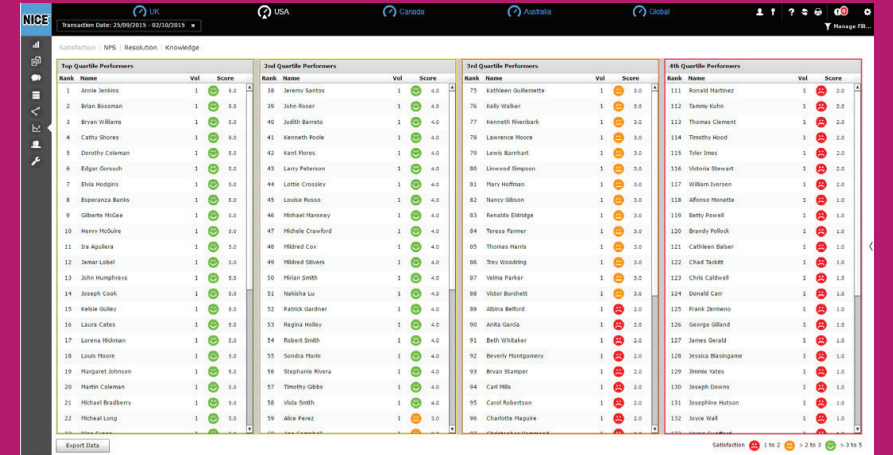 NICE
UK USA Canada Australia Global
Transaction Date: 25/09/2015 - 02/10/2015 x
Manage Filt...
Satisfaction | NPS | Resolution | Knowledge
Top Quartile Performers
Rank Name Vol Score
1 Annie Jenkins 1 5.0
2 Brian Bossman 1 5.0
3 Bryan Williams 1 5.0
4 Cathy Shores 1 5.0
5 Dorothy Coleman 1 5.0
6 Edgar Gorsuch 1 5.0
7 Elvia Hodgins 1 5.0
8 Esperanza Banks 1 5.0
9 Gilberte McGee 1 5.0
10 Henry McGuire 1 5.0
11 Ira Aguilera 1 5.0
12 Jamar Lobel 1 5.0
13 John Humphreys 1 5.0
14 Joseph Cook 1 5.0
15 Kelsie Gulley 1 5.0
16 Laura Cates 1 5.0
17 Lorena Hickman 1 5.0
18 Louis Moore 1 5.0
19 Margaret Johnson 1 5.0
20 Martin Coleman 1 5.0
21 Michael Bradberry 1 5.0
22 Micheal Long 1 5.0
2nd Quartile Performers
Rank Name Vol Score
38 Jeremy Santos 1 4.0
39 John Roser 1 4.0
40 Judith Barreto 1 4.0
41 Kenneth Poole 1 4.0
42 Kent Flores 1 4.0
43 Larry Peterson 1 4.0
44 Lottie Crossley 1 4.0
45 Louise Russo 1 4.0
46 Michael Maroney 1 4.0
47 Michele Crawford 1 4.0
48 Mildred Cox 1 4.0
49 Mildred Stivers 1 4.0
50 Mirian Smith 1 4.0
51 Nakisha Lu 1 4.0
52 Patrick Gardner 1 4.0
53 Regina Holley 1 4.0
54 Robert Smith 1 4.0
55 Sondra Marin 1 4.0
56 Stephanie Rivera 1 4.0
57 Timothy Gibbs 1 4.0
58 Viola Smith 1 4.0
59 Alice Perez 1 3.0
3rd Quartile Performers
Rank Name Vol Score
75 Kathleen Guillemette 1 3.0
76 Kelly Walker 1 3.0
77 Kenneth Rivenbark 1 3.0
78 Lawrence Moore 1 3.0
79 Lewis Barnhart 1 3.0
80 Linwood Simpson 1 3.0
81 Mary Hoffman 1 3.0
82 Nancy Gibson 1 3.0
83 Renaldo Eldridge 1 3.0
84 Teresa Farmer 1 3.0
85 Thomas Harris 1 3.0
86 Troy Woodring 1 3.0
87 Velma Parker 1 3.0
88 Victor Burchett 1 3.0
89 Albina Belford 1 2.0
90 Anita Garcia 1 2.0
91 Beth Whitaker 1 2.0
92 Beverly Montgomery 1 2.0
93 Bryan Stamper 1 2.0
94 Carl Mills 1 2.0
95 Carol Robertson 1 2.0
96 Charlotte Maguire 1 2.0
4th Quartile Performers
Rank Name Vol Score
111 Ronald Martinez 1 2.0
112 Tammy Kuhn 1 2.0
113 Thomas Clement 1 2.0
114 Timothy Hood 1 2.0
115 Tyler Imes 1 2.0
116 Victoria Stewart 1 2.0
117 William Iversen 1 2.0
118 Alfonso Monette 1 1.0
119 Betty Powell 1 1.0
120 Brandy Pollock 1 1.0
121 Cathleen Balser 1 1.0
122 Chad Tackitt 1 1.0
123 Chris Caldwell 1 1.0
124 Donald Carr 1 1.0
125 Frank Zermeno 1 1.0
126 George Gilland 1 1.0
127 James Gerald 1 1.0
128 Jessica Blasingame 1 1.0
129 Jimmie Yates 1 1.0
130 Joseph Downs 1 1.0
131 Josephine Hutson 1 1.0
132 Joyce Wall 1 1.0
Export Data
Satisfaction 1 to 2 > 2 to 3 > 3 to 5